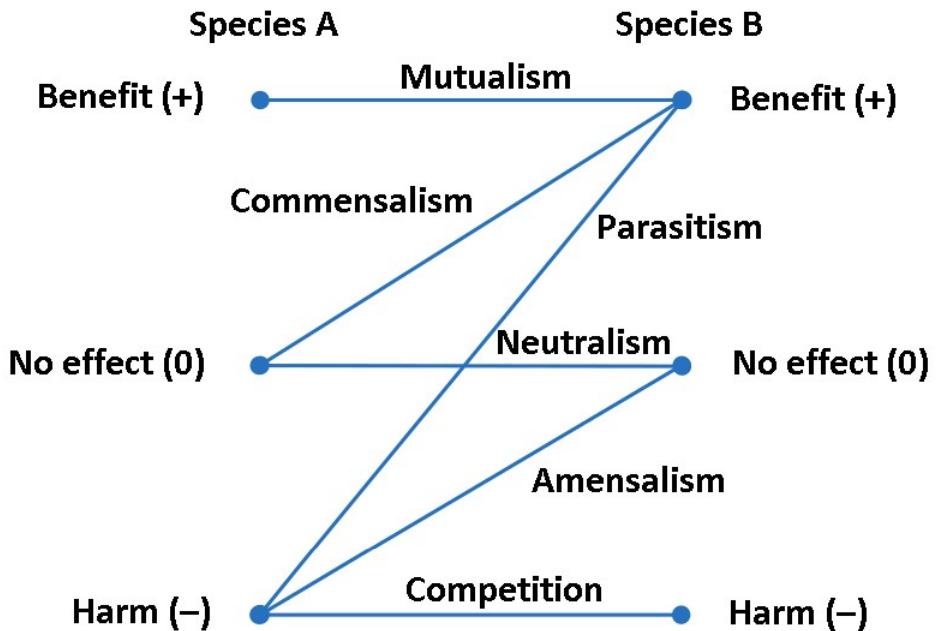 Species A
Species B
Mutualism
Benefit (+)
Benefit (+)
Commensalism
Parasitism
Neutralism
No effect (0)
No effect (0)
Amensalism
Competition
Harm (–)
Harm (–)